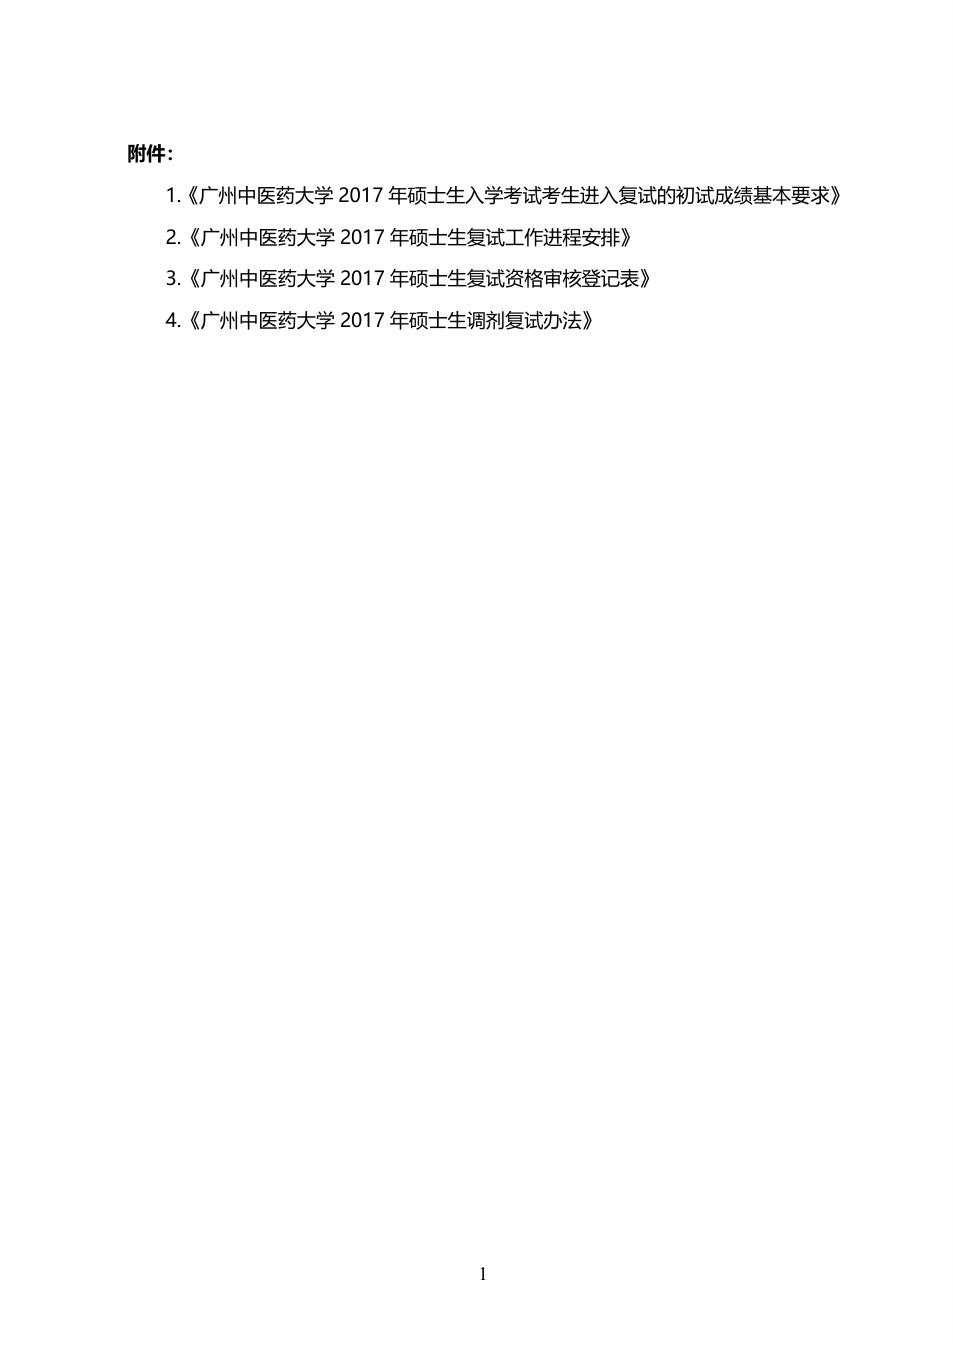 附件：
1.《广州中医药大学 2017 年硕士生入学考试考生进入复试的初试成绩基本要求》
2.《广州中医药大学 2017 年硕士生复试工作进程安排》
3.《广州中医药大学 2017 年硕士生复试资格审核登记表》
4.《广州中医药大学 2017 年硕士生调剂复试办法》
1